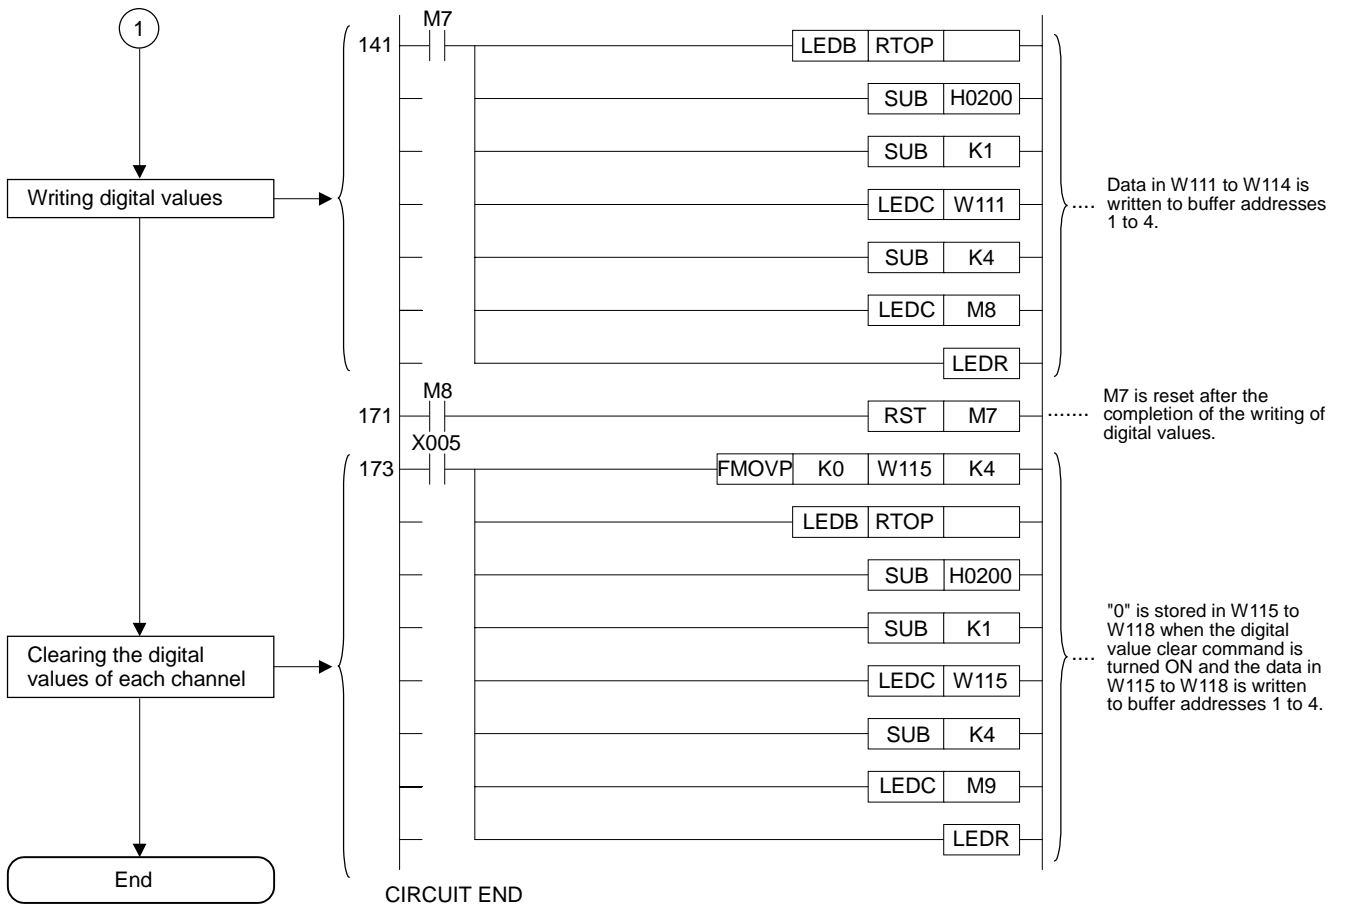 1
M7
141 LEDB RTOP
SUB H0200
SUB K1
Writing digital values
LEDC W111
Data in W111 to W114 is
written to buffer addresses
1 to 4.
SUB K4
LEDC M8
LEDR
M8
171 RST M7
M7 is reset after the
completion of the writing of
digital values.
X005
173 FMOVP K0 W115 K4
LEDB RTOP
SUB H0200
SUB K1
Clearing the digital
values of each channel
LEDC W115
"0" is stored in W115 to
W118 when the digital
value clear command is
turned ON and the data in
W115 to W118 is written
to buffer addresses 1 to 4.
SUB K4
LEDC M9
LEDR
End
CIRCUIT END